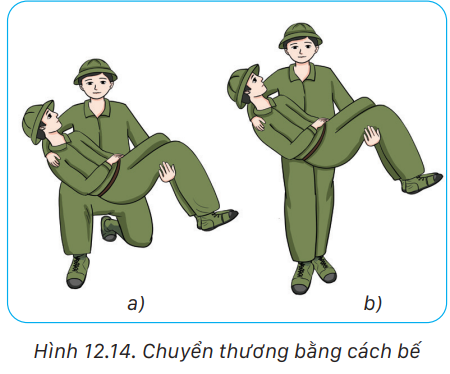 a)
b)
Hình 12.14. Chuyển thương bằng cách bế